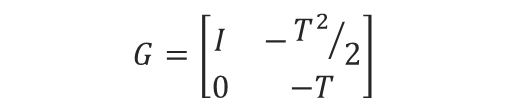 G = [I  −T²/2
0  −T]